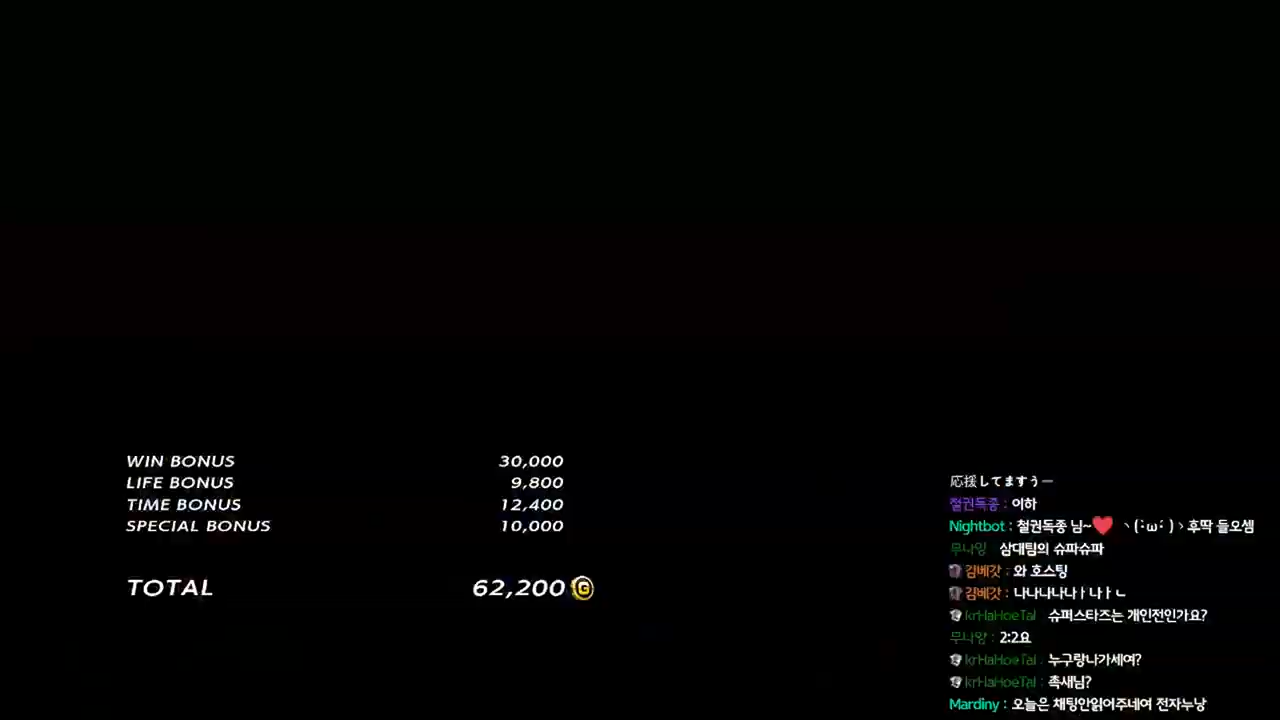 WIN BONUS 30,000
LIFE BONUS 9,800
TIME BONUS 12,400
SPECIAL BONUS 10,000
TOTAL 62,200 G
応援してますぅー
철권독종 : 이하
Nightbot : 철권독종 님~❤ ヽ(･̀ω･́ )ゝ후딱 들오셈
무나잉 삼대팀의 슈파슈파
김베갓 : 와 호스팅
김베갓 : 나나나나나ㅏ나ㅏㄴ
krHaHoeTal 슈퍼스타즈는 개인전인가요?
무나잉 : 2:2요
krHaHoeTal : 누구랑나가세여?
krHaHoeTal : 촉새님?
Mardiny : 오늘은 채팅안읽어주네여 전자누낭